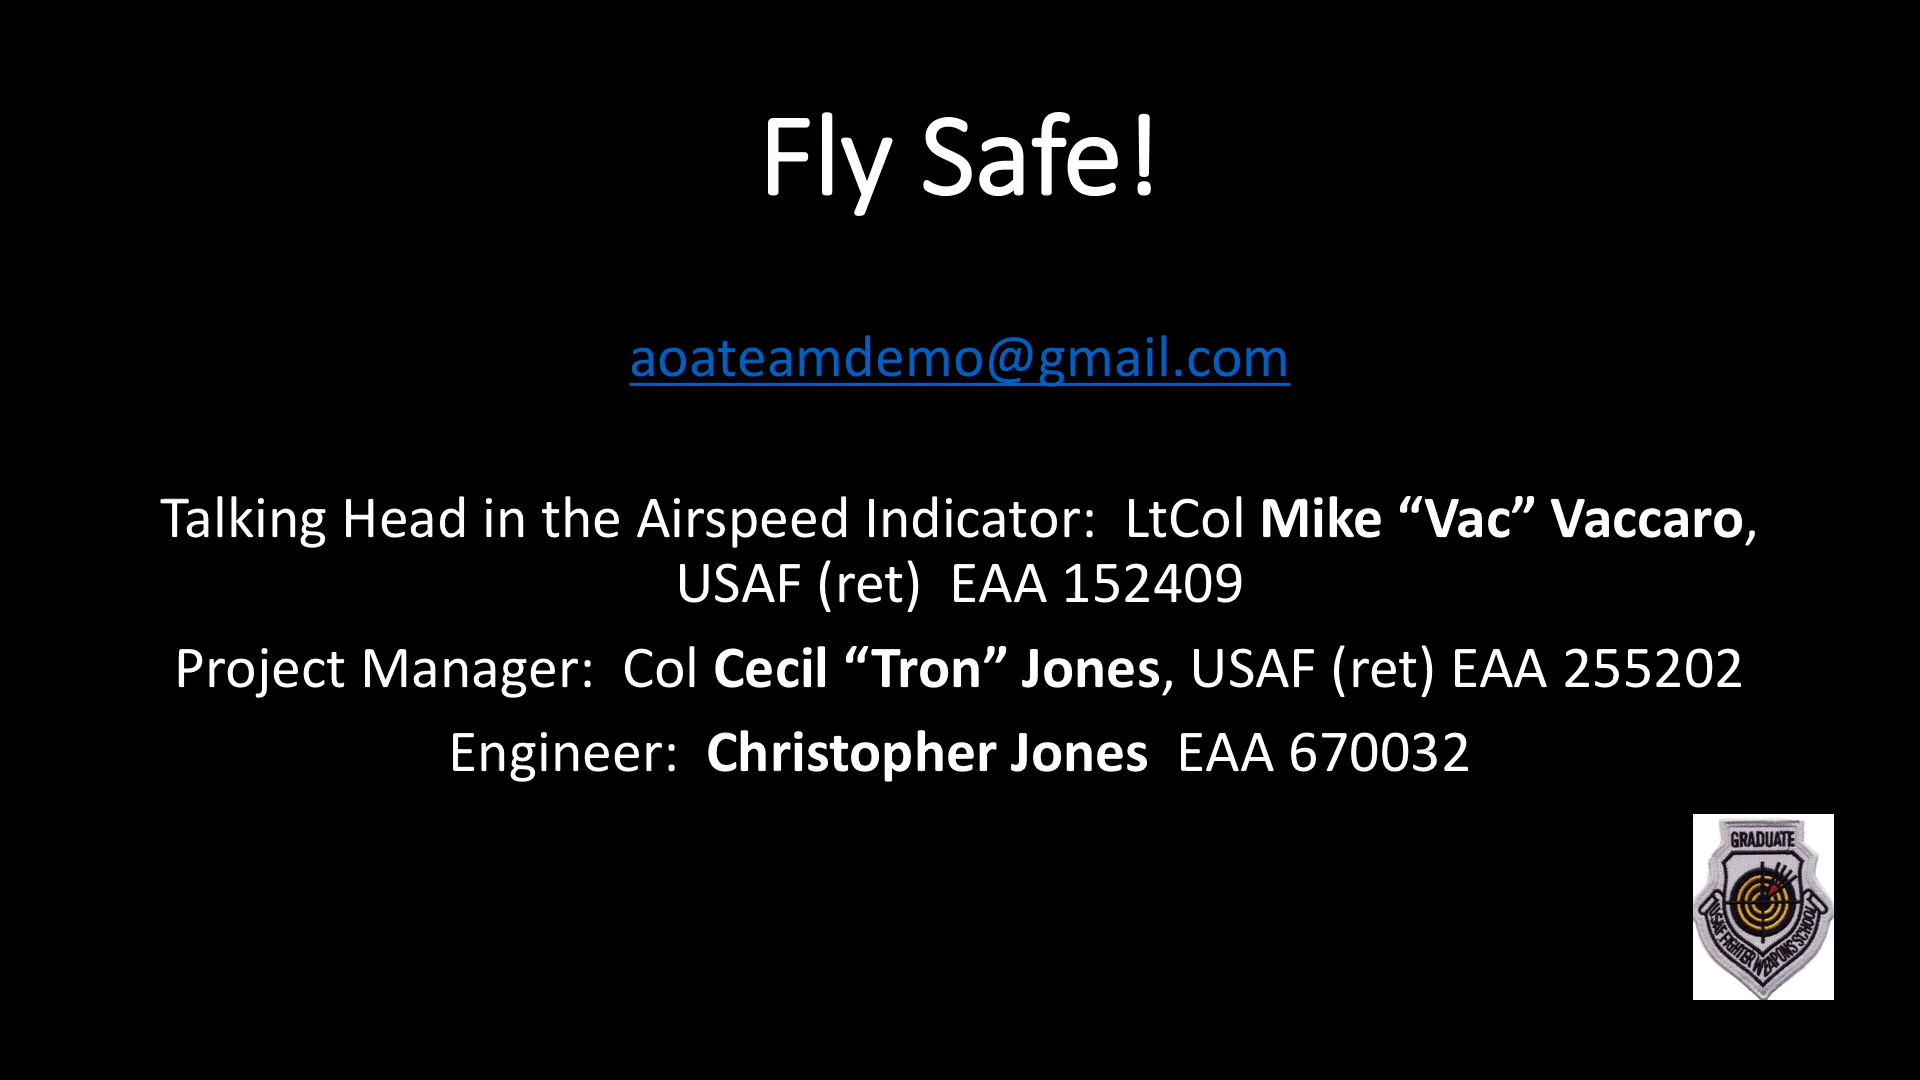 Fly Safe!
aoateamdemo@gmail.com
Talking Head in the Airspeed Indicator:  LtCol Mike “Vac” Vaccaro,
USAF (ret)  EAA 152409
Project Manager:  Col Cecil “Tron” Jones, USAF (ret) EAA 255202
Engineer:  Christopher Jones  EAA 670032
GRADUATE
USAF FIGHTER WEAPONS SCHOOL